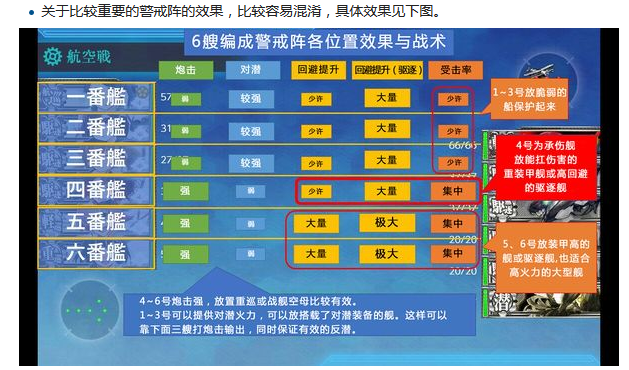 关于比较重要的警戒阵的效果，比较容易混淆，具体效果见下图。
6艘编成警戒阵各位置效果与战术
航空戦
炮击 对潜 回避提升 回避提升（驱逐） 受击率
一番艦 57 弱 较强 少许 大量 少许
二番艦 31 弱 较强 少许 大量 少许
66/66
三番艦 27 弱 较强 少许 大量 少许
四番艦 强 弱 少许 大量 集中
五番艦 强 弱 大量 极大 集中
20/20
六番艦 强 弱 大量 极大 集中
20/20
1~3号放脆弱的
船保护起来
4号为承伤舰
放能扛伤害的
重装甲舰或高回避
的驱逐舰
5、6号放装甲高的
舰或驱逐舰,也适合
高火力的大型舰
潜
4~6号炮击强，放置重巡或战舰空母比较有效。
1~3号可以提供对潜火力，可以放搭载了对潜装备的舰。这样可以
靠下面三艘打炮击输出，同时保证有效的反潜。